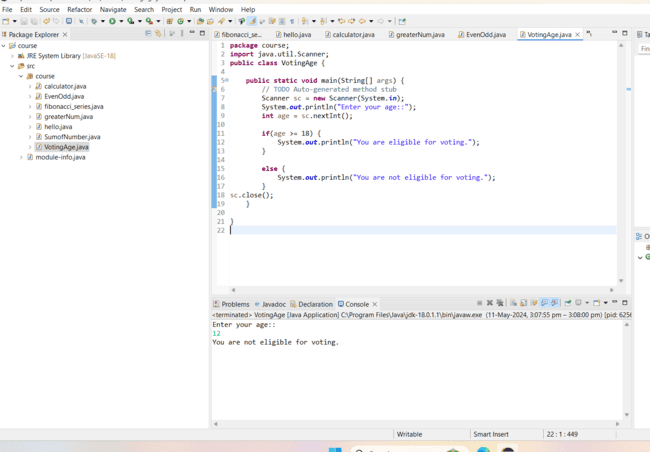 File Edit Source Refactor Navigate Search Project Run Window Help
Package Explorer
course
JRE System Library [JavaSE-18]
src
course
calculator.java
EvenOdd.java
fibonacci_series.java
greaterNum.java
hello.java
SumofNumber.java
VotingAge.java
module-info.java
fibonacci_se... hello.java calculator.java greaterNum.java EvenOdd.java VotingAge.java
1 package course;
2 import java.util.Scanner;
3 public class VotingAge {
4
5 public static void main(String[] args) {
6 // TODO Auto-generated method stub
7 Scanner sc = new Scanner(System.in);
8 System.out.println("Enter your age::");
9 int age = sc.nextInt();
10
11 if(age >= 18) {
12 System.out.println("You are eligible for voting.");
13 }
14
15 else {
16 System.out.println("You are not eligible for voting.");
17 }
18 sc.close();
19 }
20
21 }
22
Problems Javadoc Declaration Console
<terminated> VotingAge [Java Application] C:\Program Files\Java\jdk-18.0.1.1\bin\javaw.exe (11-May-2024, 3:07:55 pm – 3:08:00 pm) [pid: 6256
Enter your age::
12
You are not eligible for voting.
Writable Smart Insert 22 : 1 : 449